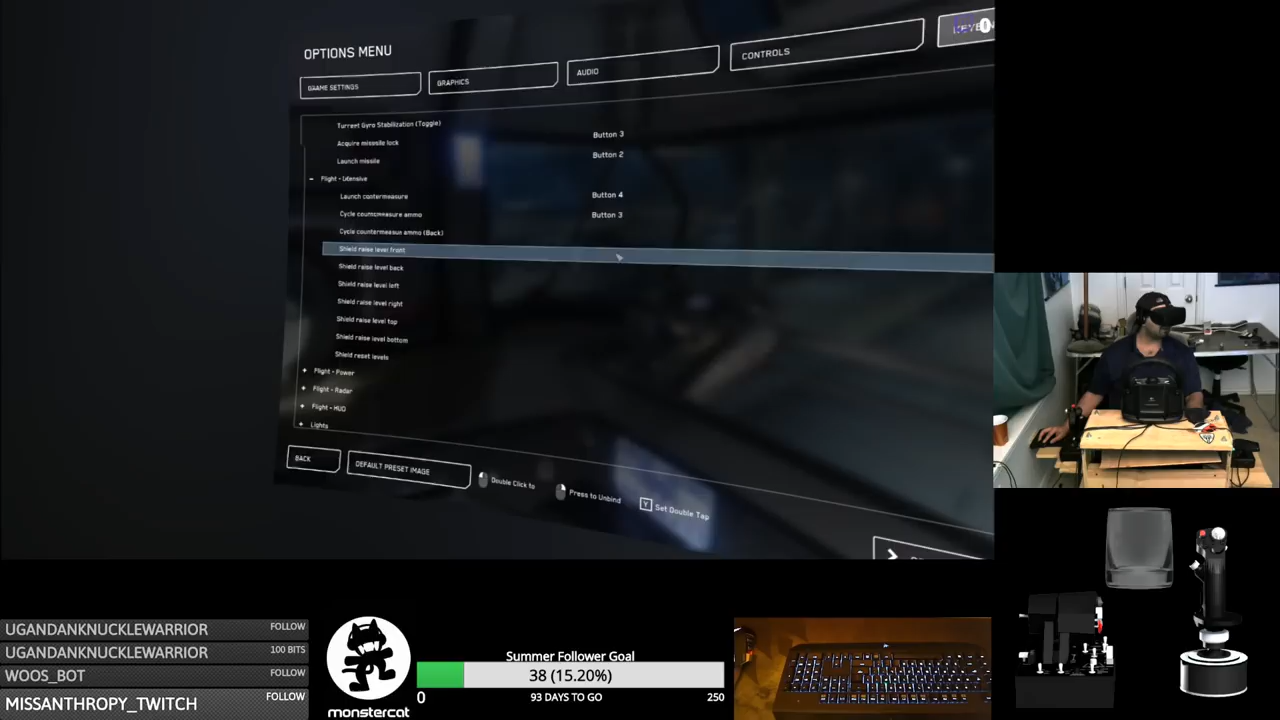 OPTIONS MENU
GAME SETTINGS
GRAPHICS
AUDIO
CONTROLS
Turret Gyro Stabilization (Toggle)
Acquire missile lock
Button 3
Launch missile
Button 2
Flight -
Launch
Button 4
Cycle ammo
Button 3
Cycle ammo (Back)
Shield raise level front
Shield raise level back
Shield raise level left
Shield raise level right
Shield raise level top
Shield raise level bottom
Shield reset levels
+ Flight - Power
+ Flight - Radar
+ Flight - HUD
+ Lights
BACK
DEFAULT PRESET IMAGE
Double Click to
Press to Unbind
Y Set Double Tap
UGANDANKNUCKLEWARRIOR FOLLOW
UGANDANKNUCKLEWARRIOR 100 BITS
WOOS_BOT FOLLOW
MISSANTHROPY_TWITCH FOLLOW
monstercat
Summer Follower Goal
38 (15.20%)
0 93 DAYS TO GO 250